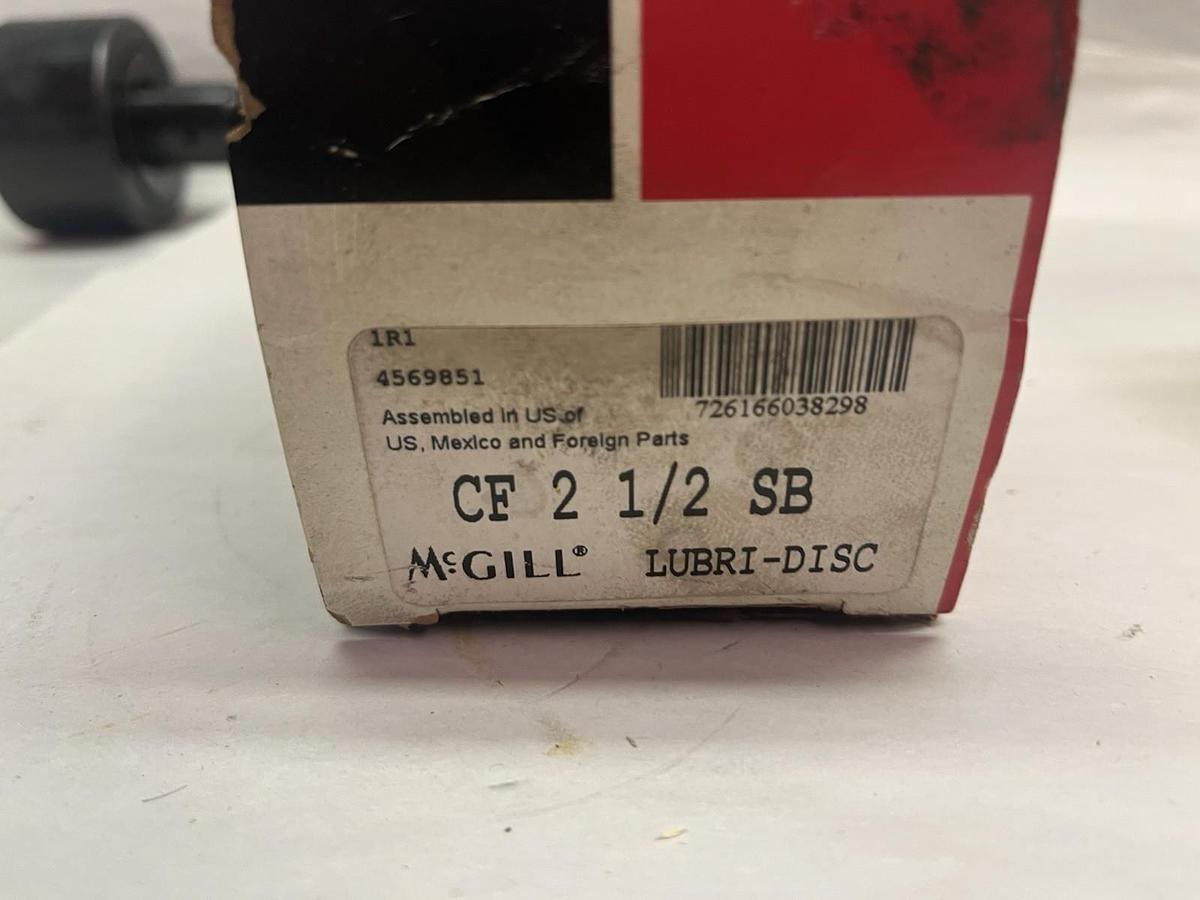 1R1
4569851
726166038298
Assembled in US of
US, Mexico and Foreign Parts
CF 2 1/2 SB
McGILL® LUBRI-DISC